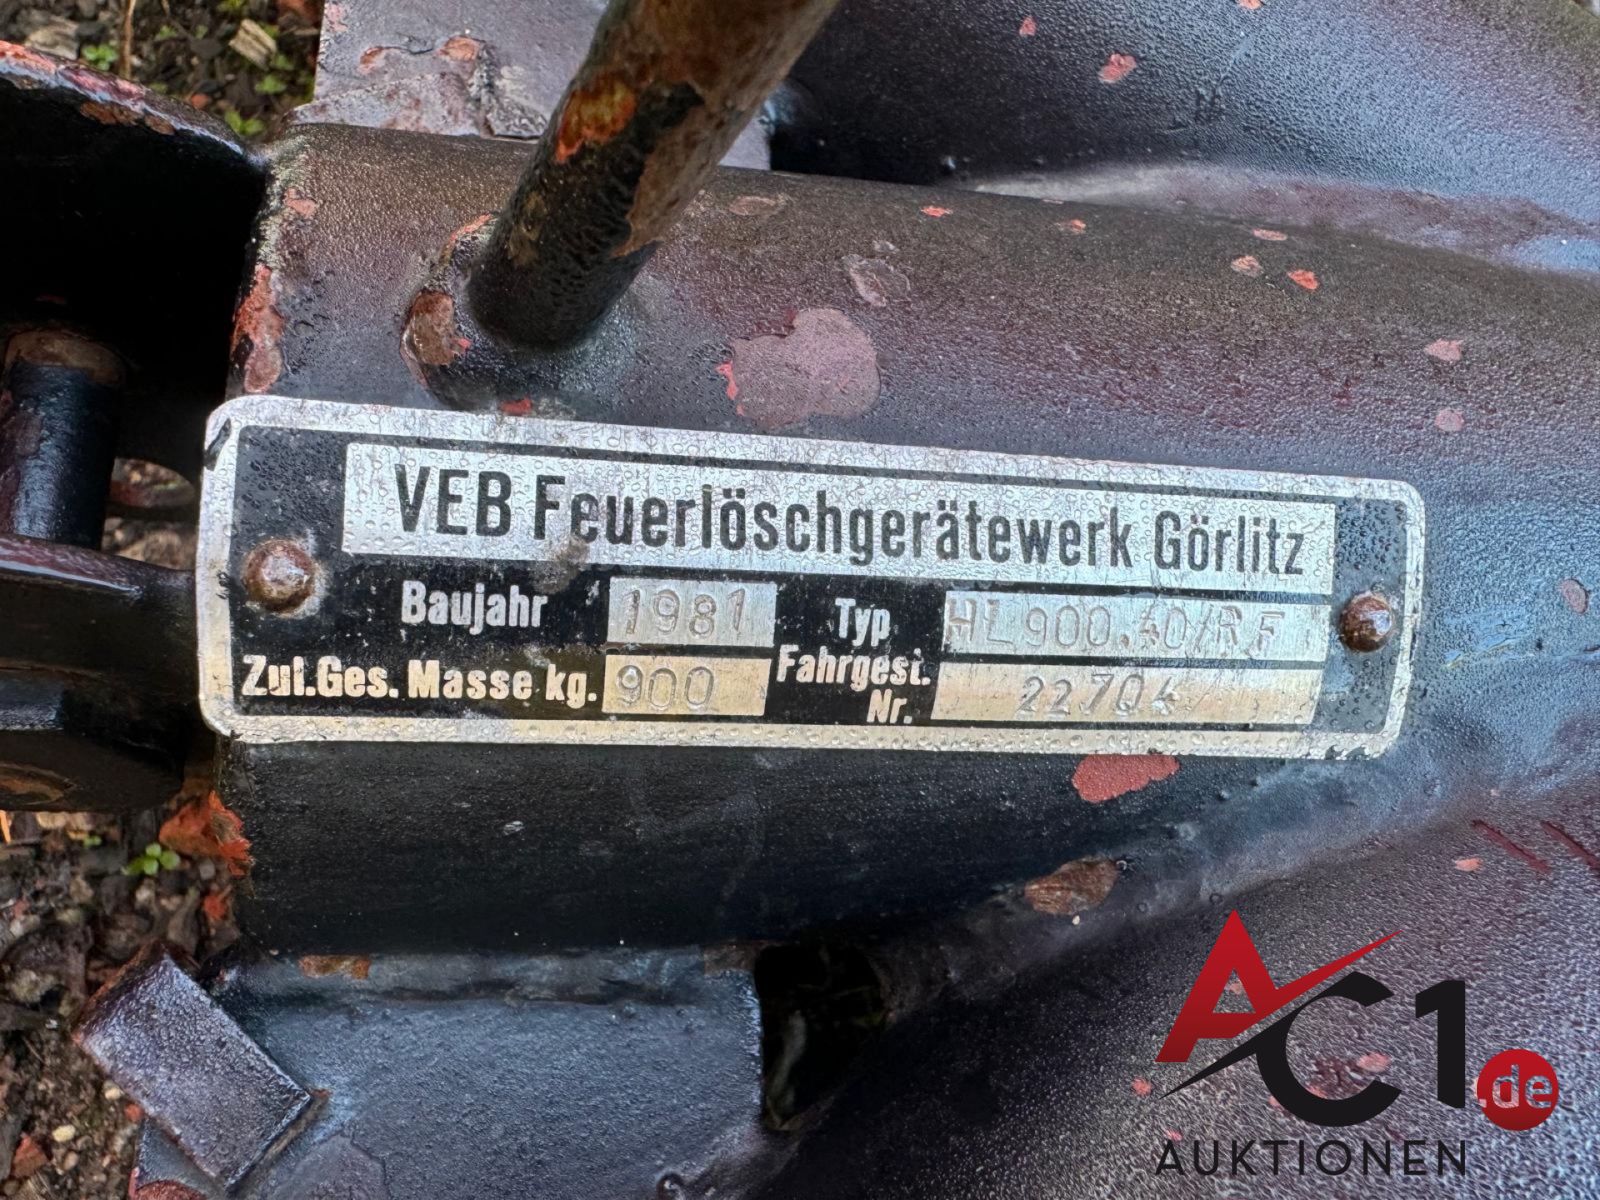 VEB Feuerlöschgerätewerk Görlitz
Baujahr 1981 Typ HL900.40/RF
Zul.Ges. Masse kg. 900 Fahrgest. Nr. 22704
AC1.de
AUKTIONEN